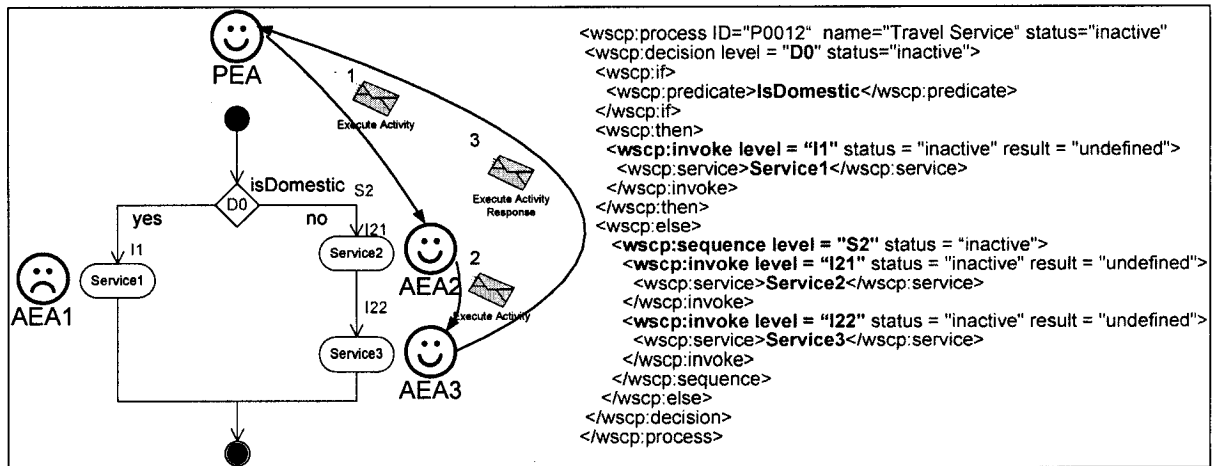 PEA
1
Execute Activity
3
Execute Activity
Response
isDomestic
S2
D0
yes
no
I1
I21
Service1
Service2
AEA1
AEA2
2
Execute Activity
I22
Service3
AEA3
<wscp:process ID="P0012“ name="Travel Service" status="inactive"
<wscp:decision level = "D0" status="inactive">
<wscp:if>
<wscp:predicate>IsDomestic</wscp:predicate>
</wscp:if>
<wscp:then>
<wscp:invoke level = “I1" status = "inactive" result = "undefined">
<wscp:service>Service1</wscp:service>
</wscp:invoke>
</wscp:then>
<wscp:else>
<wscp:sequence level = "S2" status = “inactive">
<wscp:invoke level = “I21" status = "inactive" result = "undefined">
<wscp:service>Service2</wscp:service>
</wscp:invoke>
<wscp:invoke level = “I22" status = "inactive" result = "undefined">
<wscp:service>Service3</wscp:service>
</wscp:invoke>
</wscp:sequence>
</wscp:else>
</wscp:decision>
</wscp:process>